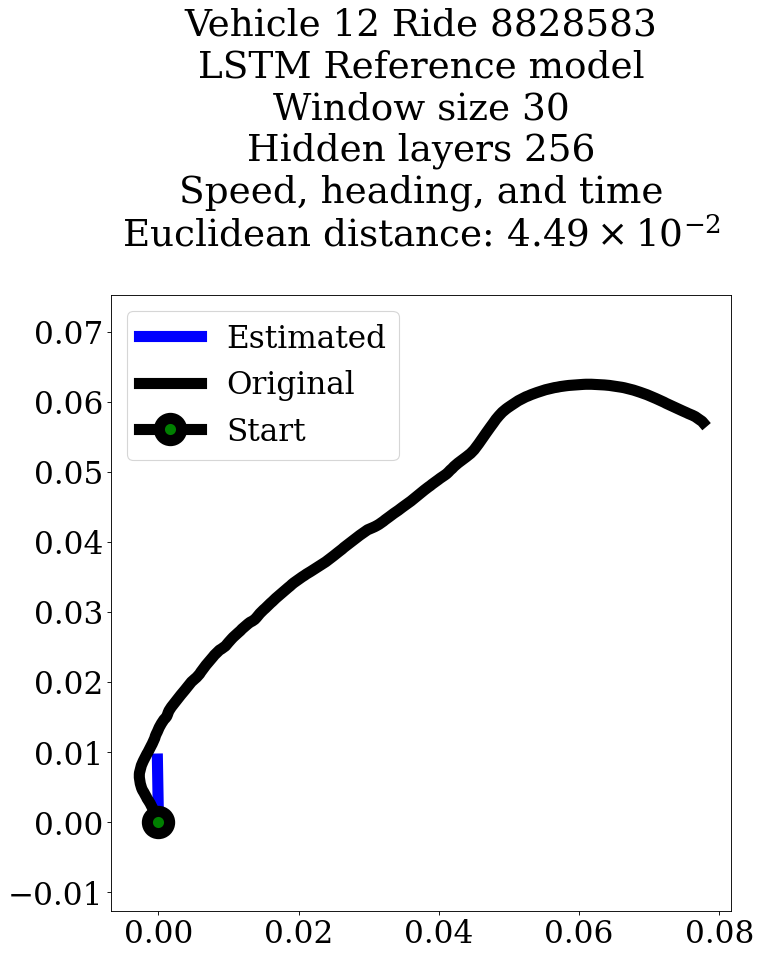 Vehicle 12 Ride 8828583
LSTM Reference model
Window size 30
Hidden layers 256
Speed, heading, and time
Euclidean distance: 4.49 × 10⁻²
Estimated
Original
Start
0.07
0.06
0.05
0.04
0.03
0.02
0.01
0.00
−0.01
0.00 0.02 0.04 0.06 0.08